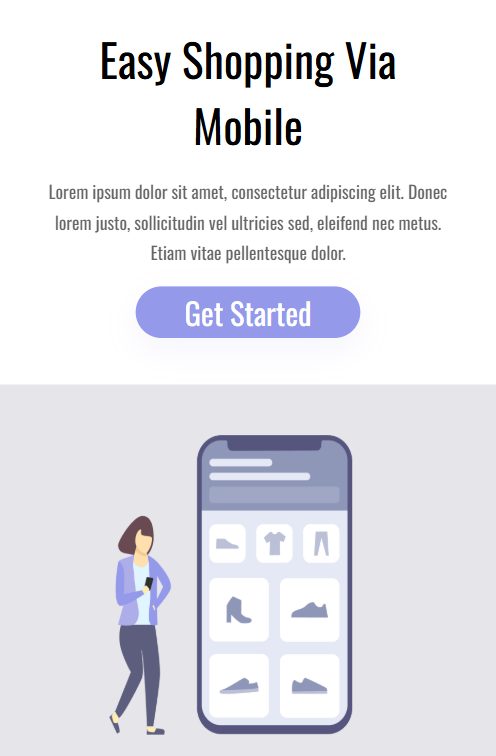 Easy Shopping Via
Mobile
Lorem ipsum dolor sit amet, consectetur adipiscing elit. Donec
lorem justo, sollicitudin vel ultricies sed, eleifend nec metus.
Etiam vitae pellentesque dolor.
Get Started